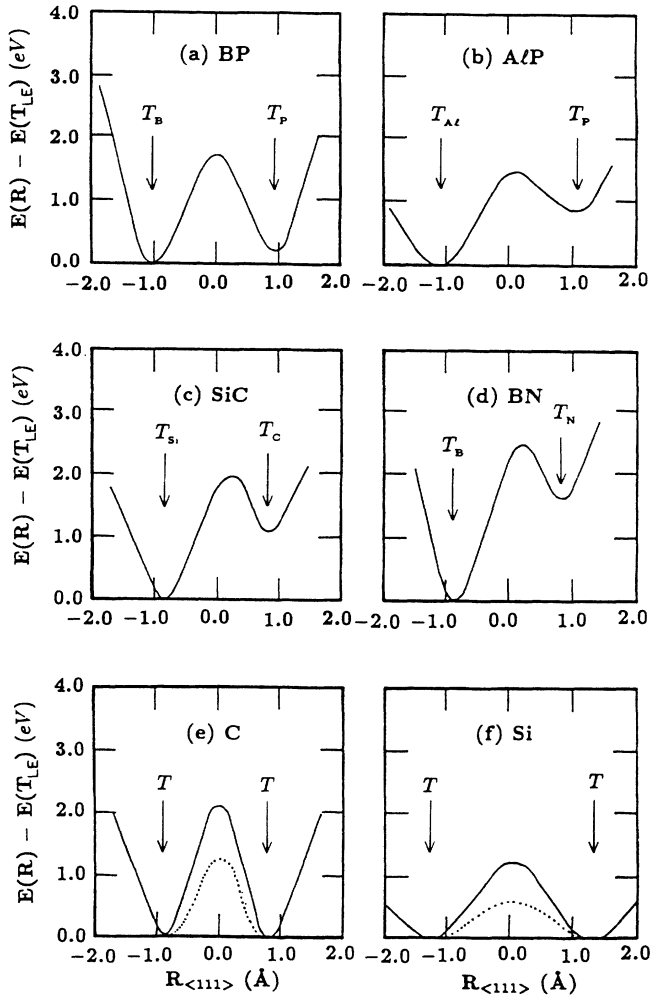 E(R) − E(T_LE) (eV)
4.0
3.0
2.0
1.0
0.0
(a) BP
T_B
T_P
−2.0 −1.0 0.0 1.0 2.0
(b) AℓP
T_Aℓ
T_P
−2.0 −1.0 0.0 1.0 2.0
E(R) − E(T_LE) (eV)
4.0
3.0
2.0
1.0
0.0
(c) SiC
T_Si
T_C
−2.0 −1.0 0.0 1.0 2.0
(d) BN
T_B
T_N
−2.0 −1.0 0.0 1.0 2.0
E(R) − E(T_LE) (eV)
4.0
3.0
2.0
1.0
0.0
(e) C
T
T
−2.0 −1.0 0.0 1.0 2.0
R<111> (Å)
(f) Si
T
T
−2.0 −1.0 0.0 1.0 2.0
R<111> (Å)